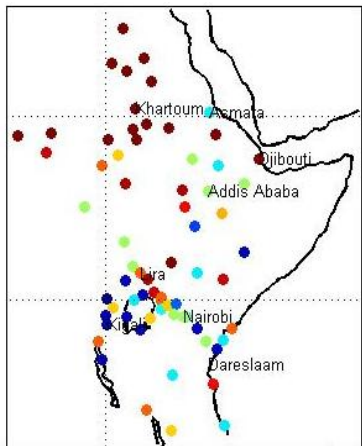 Khartoum
Asmara
Djibouti
Addis Ababa
Lira
Nairobi
Kigali
Dareslaam